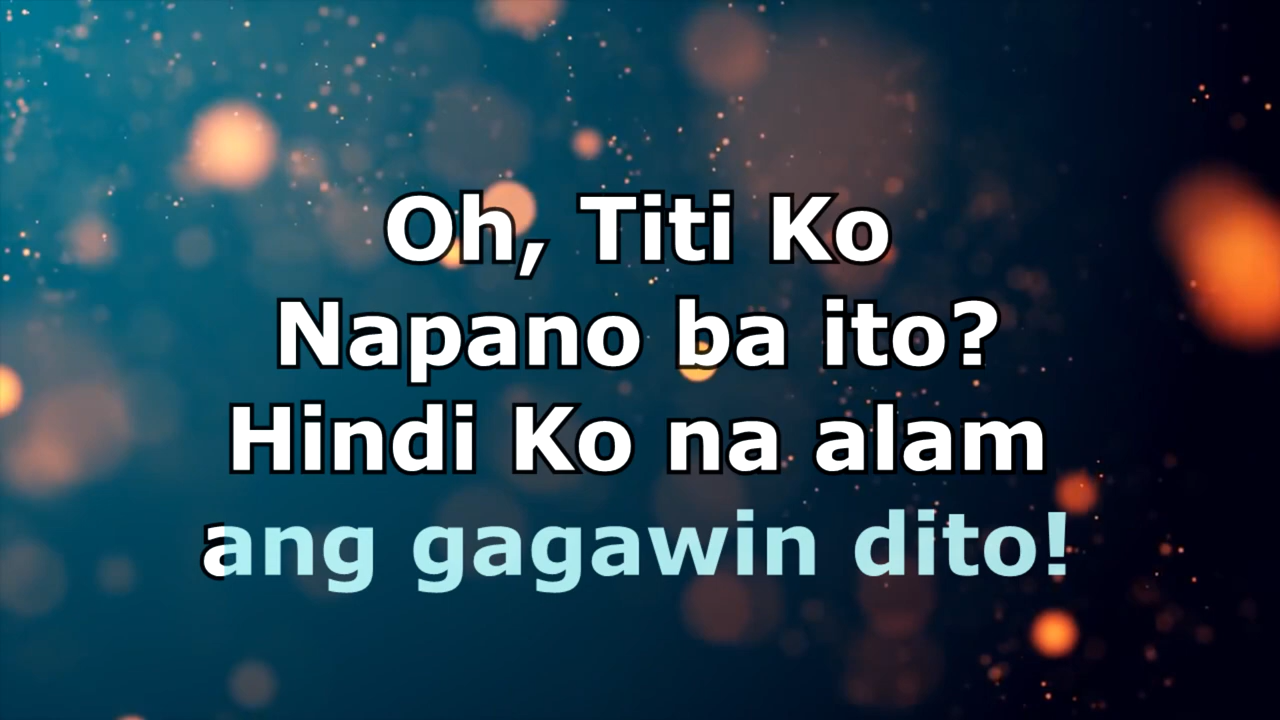 Oh, Titi Ko
Napano ba ito?
Hindi Ko na alam
ang gagawin dito!